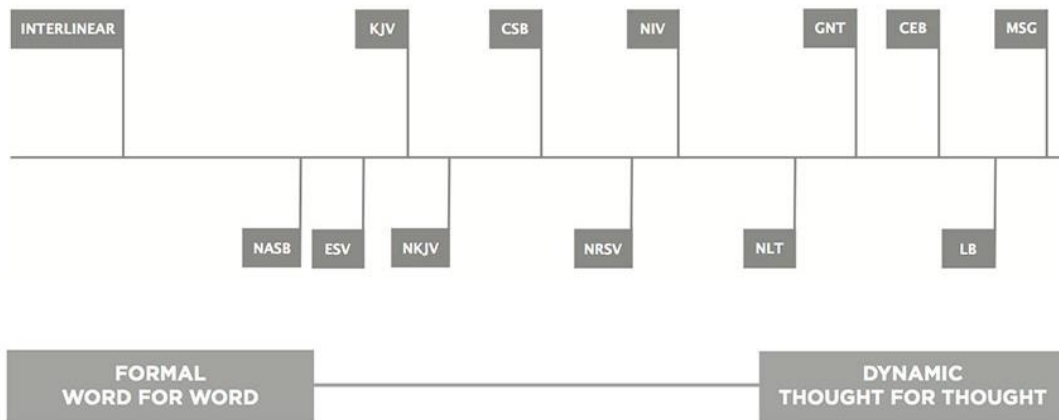 INTERLINEAR KJV CSB NIV GNT CEB MSG
NASB ESV NKJV NRSV NLT LB
FORMAL
WORD FOR WORD
DYNAMIC
THOUGHT FOR THOUGHT